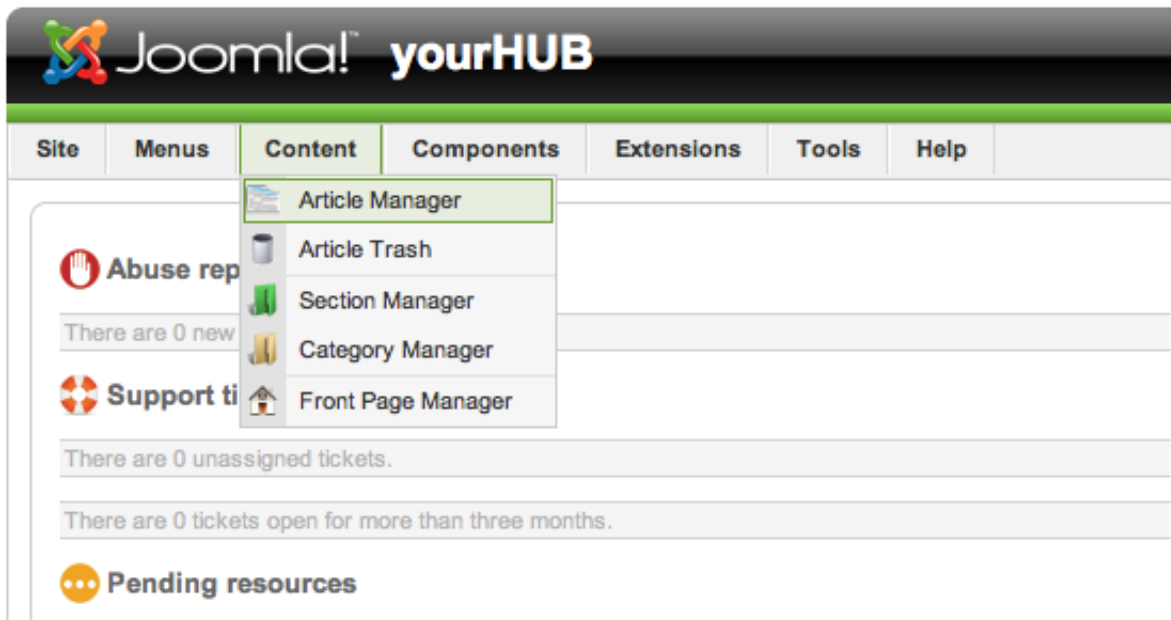 Joomla!™ yourHUB
Site Menus Content Components Extensions Tools Help
Article Manager
Article Trash
Section Manager
Category Manager
Front Page Manager
Abuse rep
There are 0 new
Support ti
There are 0 unassigned tickets.
There are 0 tickets open for more than three months.
Pending resources